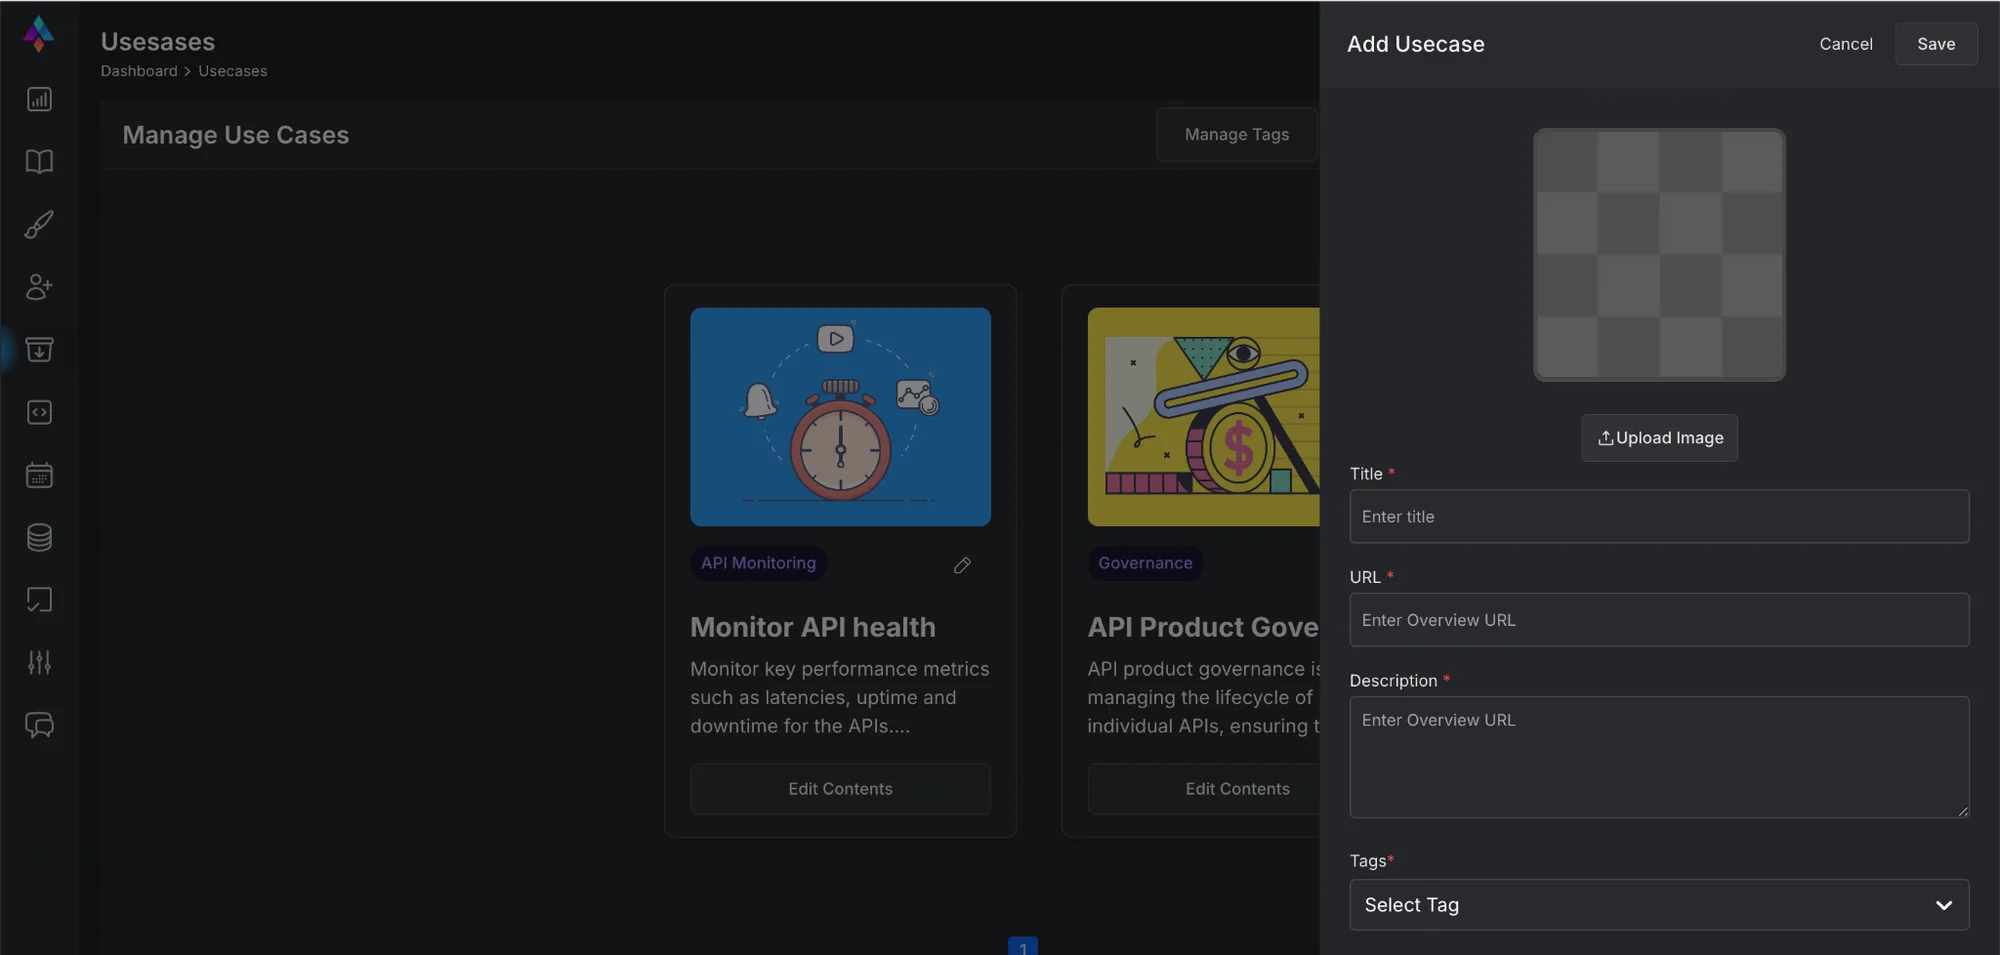 Usesases
Dashboard > Usecases
Manage Use Cases
Manage Tags
API Monitoring
Monitor API health
Monitor key performance metrics
such as latencies, uptime and
downtime for the APIs....
Edit Contents
$
Governance
API Product Gove
API product governance is
managing the lifecycle of
individual APIs, ensuring t
Edit Contents
1
Add Usecase
Cancel
Save
Upload Image
Title *
Enter title
URL *
Enter Overview URL
Description *
Enter Overview URL
Tags*
Select Tag